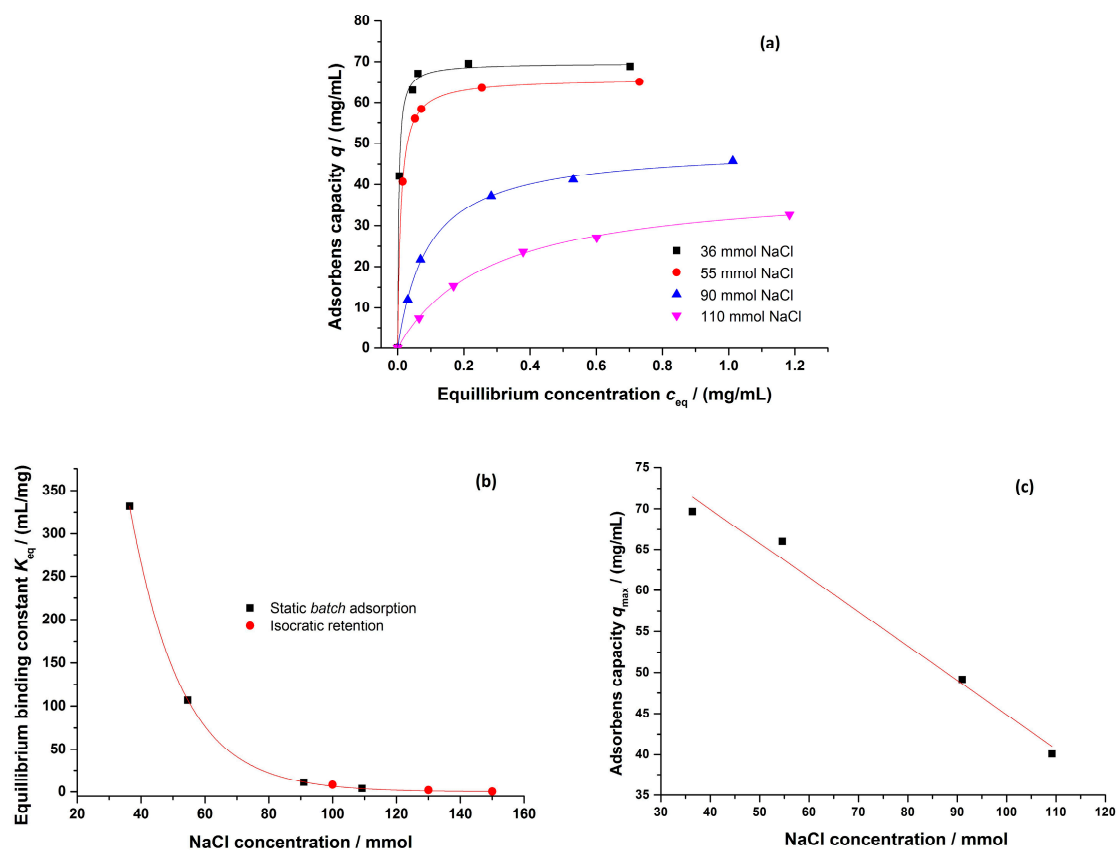 (a)
Adsorbens capacity q / (mg/mL)
80
70
60
50
40
30
20
10
0
0.0 0.2 0.4 0.6 0.8 1.0 1.2
Equillibrium concentration ceq / (mg/mL)
36 mmol NaCl
55 mmol NaCl
90 mmol NaCl
110 mmol NaCl
(b)
Equilibrium binding constant Keq / (mL/mg)
350
300
250
200
150
100
50
0
20 40 60 80 100 120 140 160
NaCl concentration / mmol
Static batch adsorption
Isocratic retention
(c)
Adsorbens capacity qmax / (mg/mL)
75
70
65
60
55
50
45
40
35
30 40 50 60 70 80 90 100 110 120
NaCl concentration / mmol